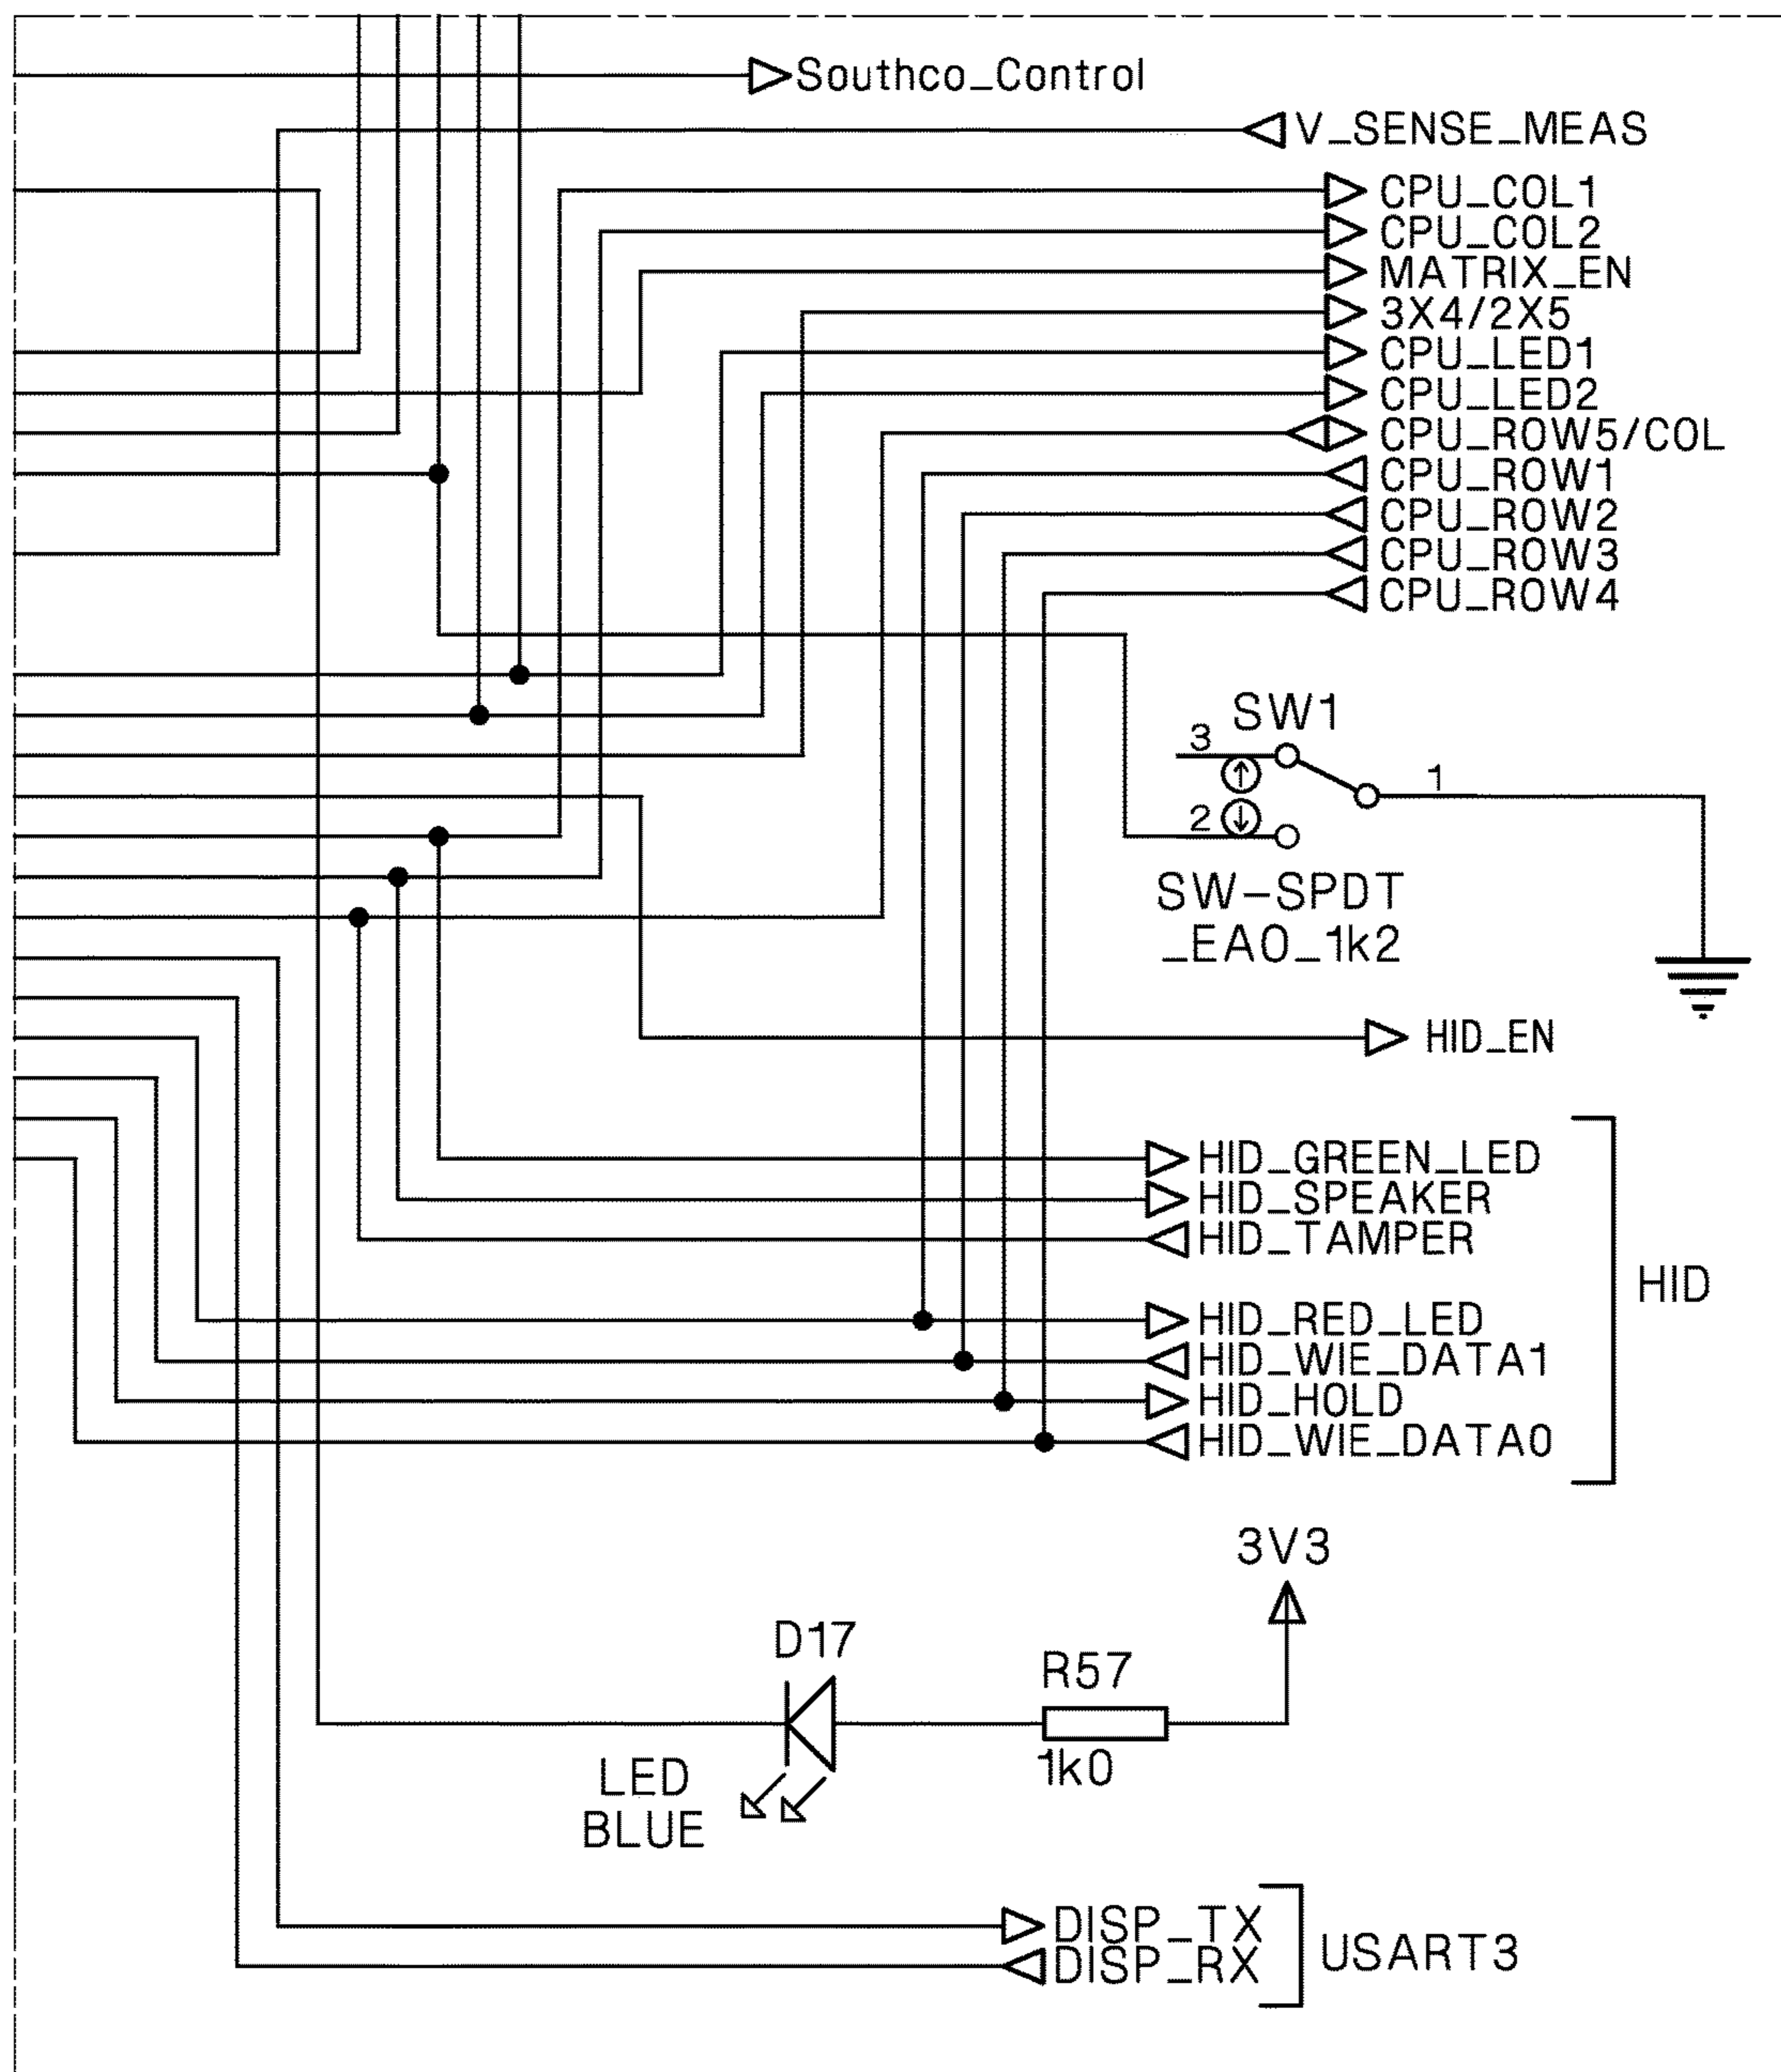 Southco_Control
V_SENSE_MEAS
CPU_COL1
CPU_COL2
MATRIX_EN
3X4/2X5
CPU_LED1
CPU_LED2
CPU_ROW5/COL
CPU_ROW1
CPU_ROW2
CPU_ROW3
CPU_ROW4
SW1
3
1
2
SW-SPDT
_EAO_1k2
HID_EN
HID_GREEN_LED
HID_SPEAKER
HID_TAMPER
HID
HID_RED_LED
HID_WIE_DATA1
HID_HOLD
HID_WIE_DATA0
3V3
D17
R57
1k0
LED
BLUE
DISP_TX
DISP_RX
USART3